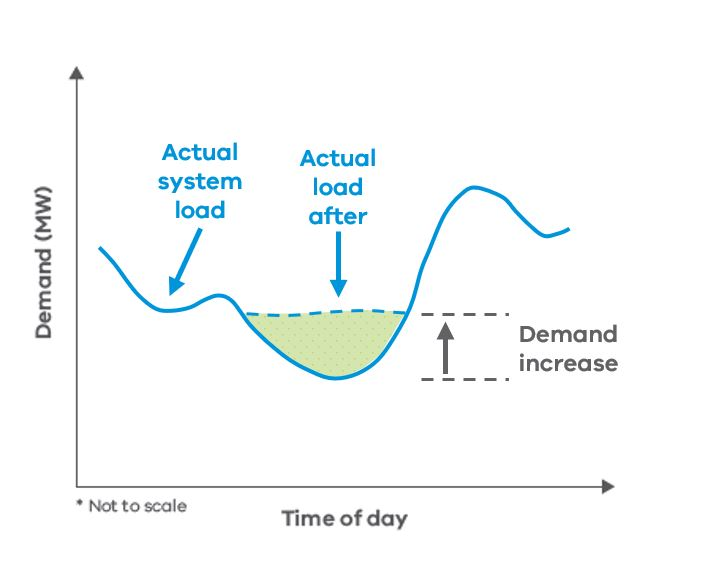 Actual
system
load
Actual
load
after
Demand (MW)
Demand
increase
* Not to scale
Time of day